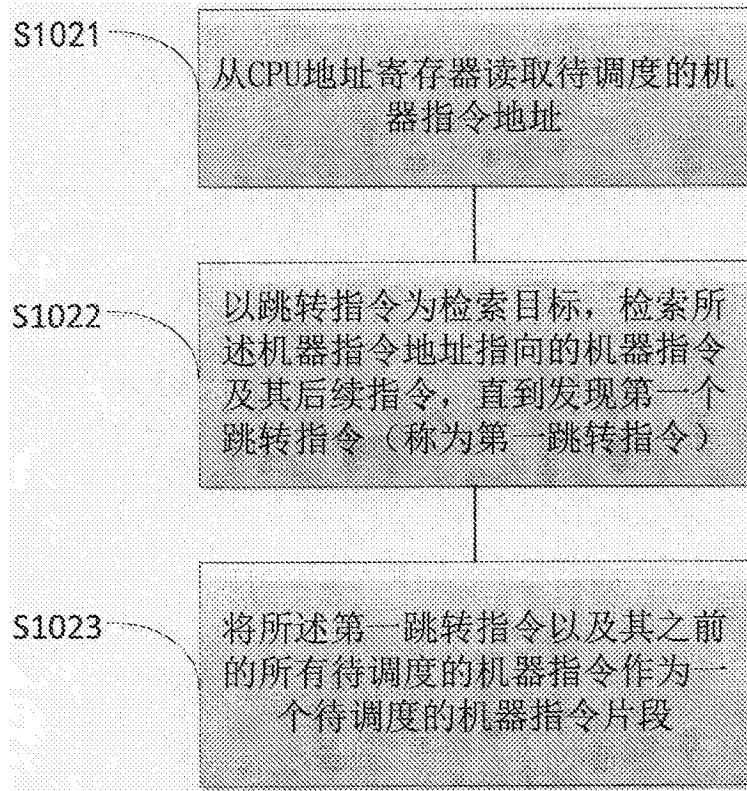 S1021
从CPU地址寄存器读取待调度的机
器指令地址
S1022
以跳转指令为检索目标，检索所
述机器指令地址指向的机器指令
及其后续指令，直到发现第一个
跳转指令（称为第一跳转指令）
S1023
将所述第一跳转指令以及其之前
的所有待调度的机器指令作为一
个待调度的机器指令片段